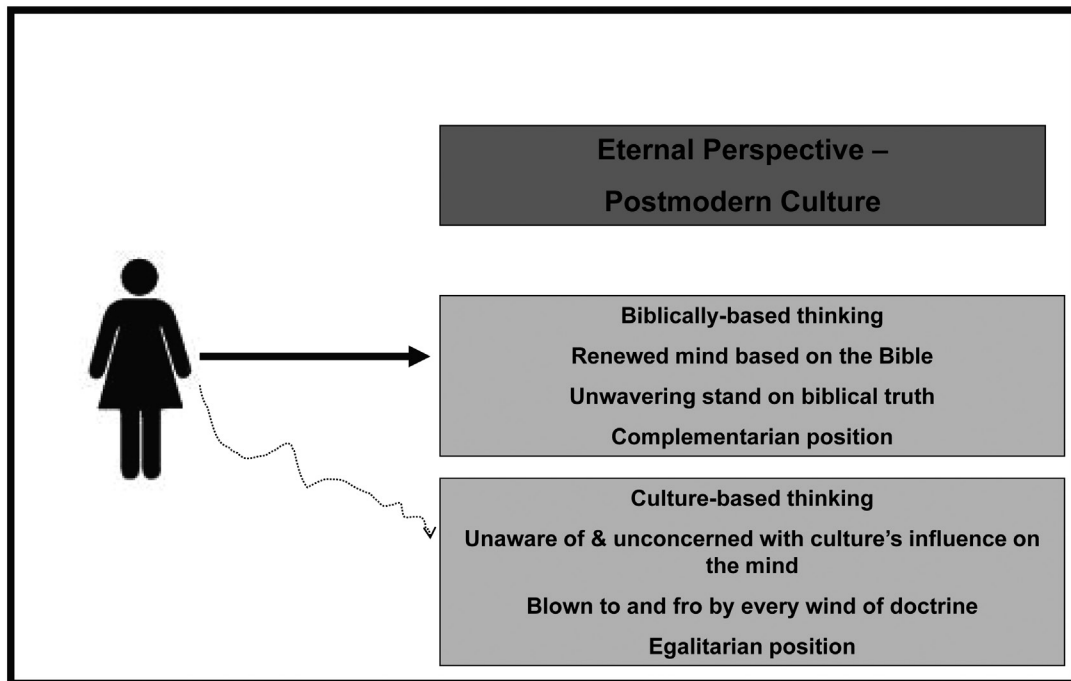 Eternal Perspective –
Postmodern Culture
Biblically-based thinking
Renewed mind based on the Bible
Unwavering stand on biblical truth
Complementarian position
Culture-based thinking
Unaware of & unconcerned with culture’s influence on
the mind
Blown to and fro by every wind of doctrine
Egalitarian position